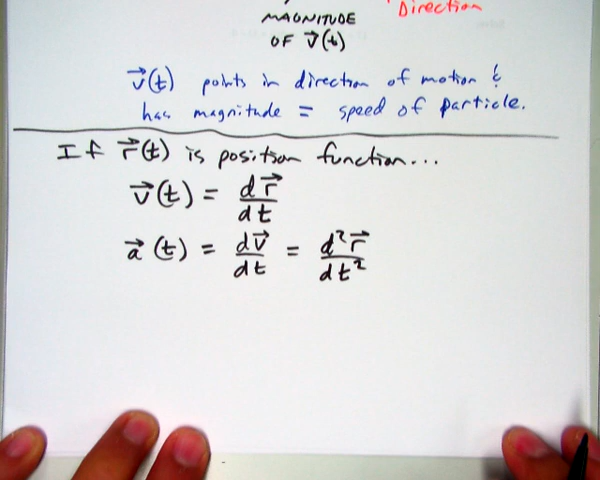 Direction
MAGNITUDE
OF v⃗(t)
v⃗(t) points in direction of motion &
has magnitude = speed of particle.
If r⃗(t) is position function...
v⃗(t) = dr⃗/dt
a⃗(t) = dv⃗/dt = d²r⃗/dt²